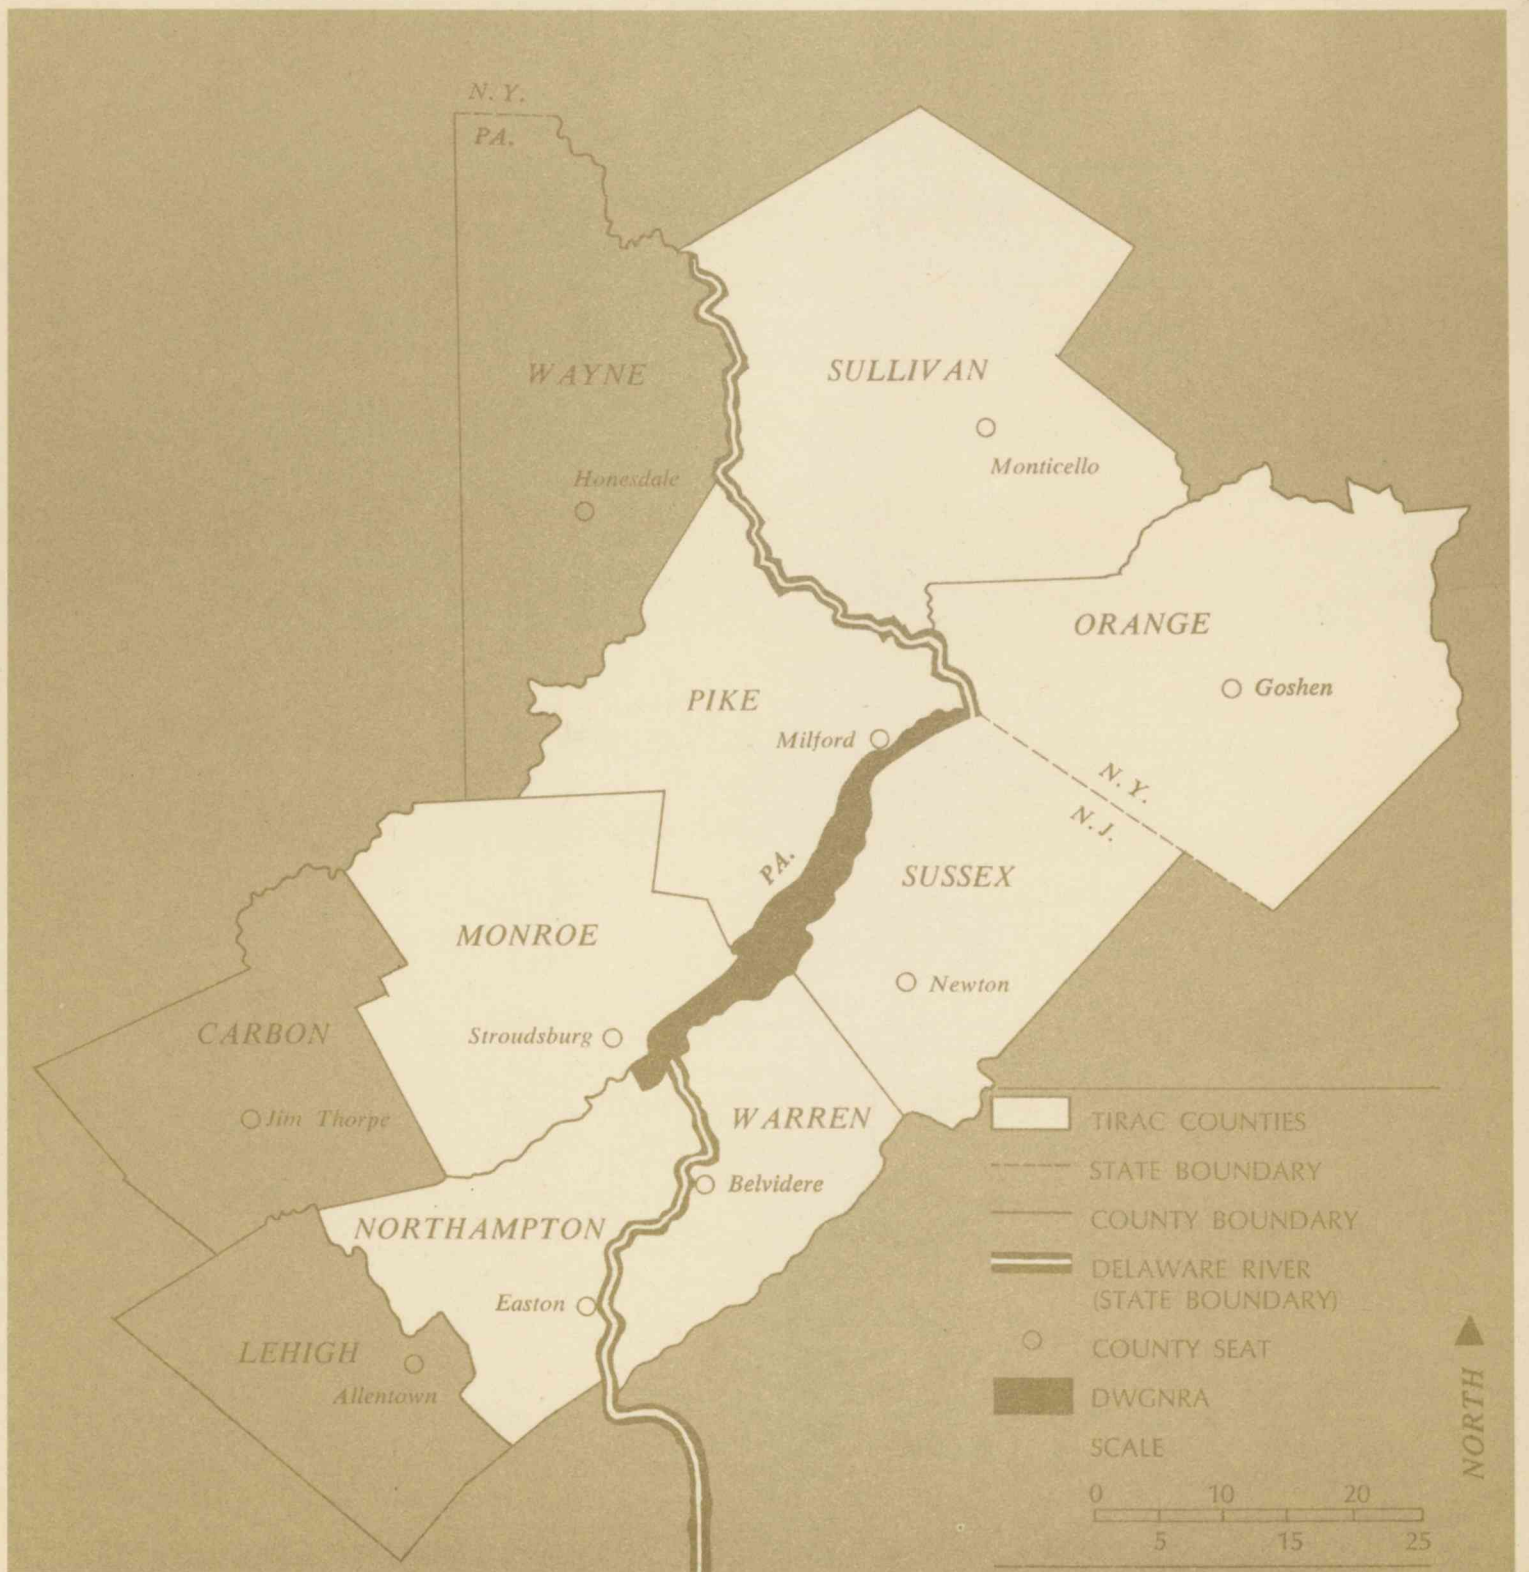 N. Y.
PA.
WAYNE
SULLIVAN
Monticello
Honesdale
ORANGE
Goshen
PIKE
Milford
N. Y.
N. J.
PA.
SUSSEX
MONROE
Newton
CARBON
Stroudsburg
Jim Thorpe
WARREN
Belvidere
NORTHAMPTON
Easton
LEHIGH
Allentown
TIRAC COUNTIES
STATE BOUNDARY
COUNTY BOUNDARY
DELAWARE RIVER
(STATE BOUNDARY)
COUNTY SEAT
DWGNRA
SCALE
0 10 20
5 15 25
NORTH